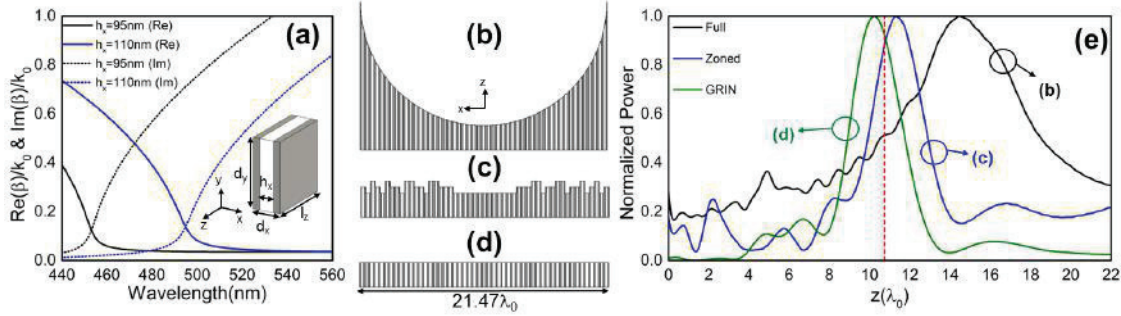 h_x=95nm (Re)
h_x=110nm (Re)
h_x=95nm (Im)
h_x=110nm (Im)
(a)
Re(β)/k_0 & Im(β)/k_0
1.0
0.8
0.6
0.4
0.2
0.0
440 460 480 500 520 540 560
Wavelength(nm)
y
x
z
d_y
h_x
d_x
l_z
(b)
z
x
(c)
(d)
21.47λ_0
(e)
Full
Zoned
GRIN
(b)
(d)
(c)
Normalized Power
1.0
0.8
0.6
0.4
0.2
0.0
0 2 4 6 8 10 12 14 16 18 20 22
z(λ_0)